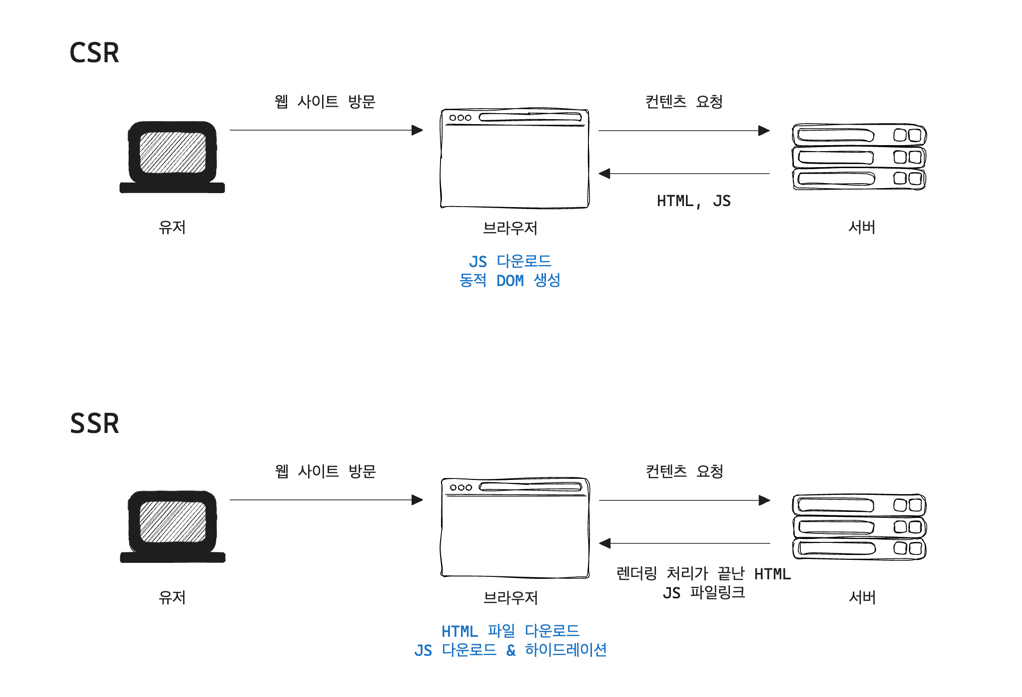 CSR
웹 사이트 방문
컨텐츠 요청
HTML, JS
유저
브라우저
서버
JS 다운로드
동적 DOM 생성
SSR
웹 사이트 방문
컨텐츠 요청
렌더링 처리가 끝난 HTML
JS 파일링크
유저
브라우저
서버
HTML 파일 다운로드
JS 다운로드 & 하이드레이션